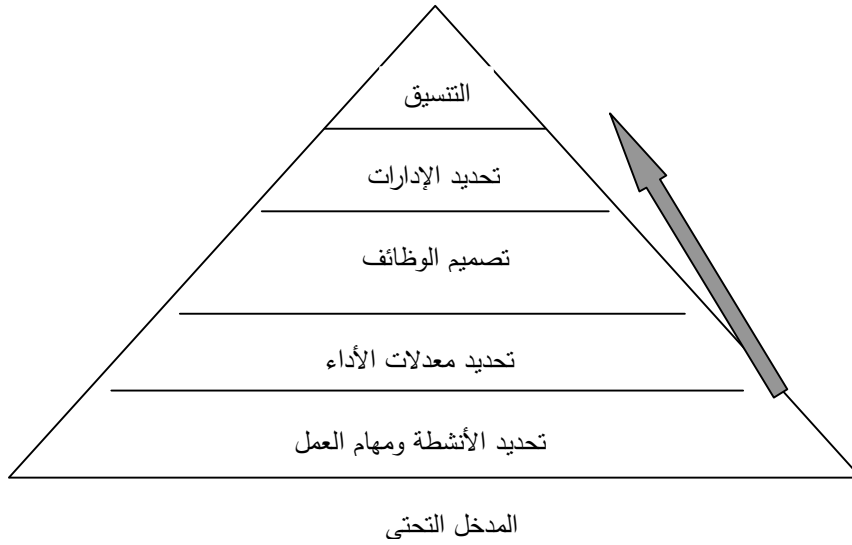 التنسيق
تحديد الإدارات
تصميم الوظائف
تحديد معدلات الأداء
تحديد الأنشطة ومهام العمل
المدخل التحتي